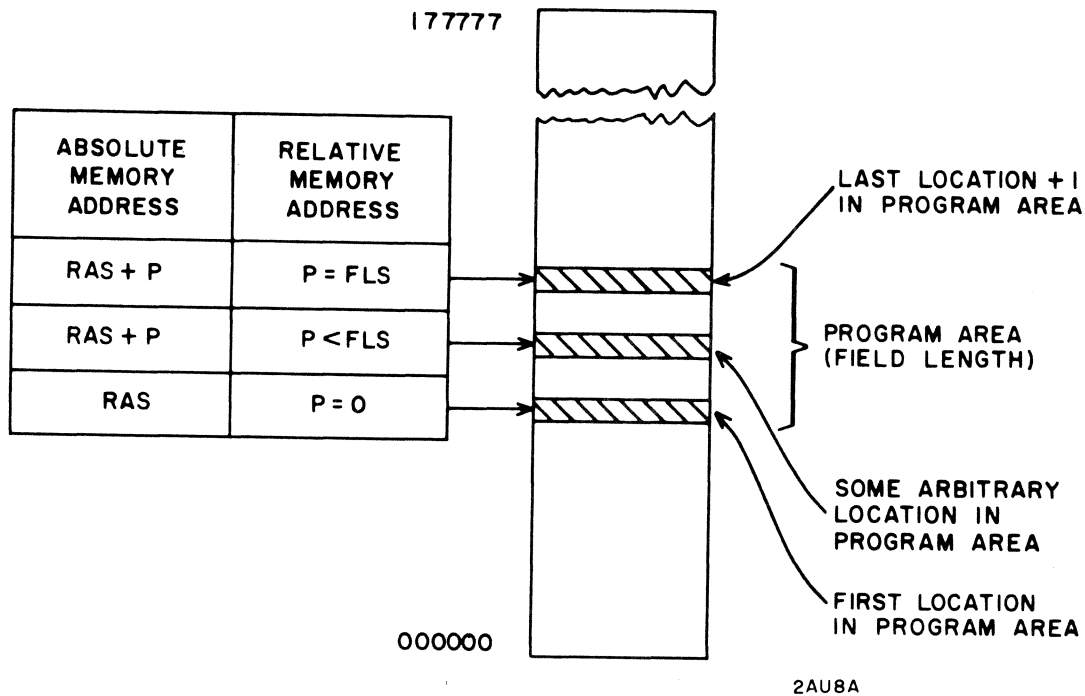 177777
ABSOLUTE
MEMORY
ADDRESS
RELATIVE
MEMORY
ADDRESS
RAS + P
P = FLS
RAS + P
P < FLS
RAS
P = 0
LAST LOCATION + 1
IN PROGRAM AREA
PROGRAM AREA
(FIELD LENGTH)
SOME ARBITRARY
LOCATION IN
PROGRAM AREA
FIRST LOCATION
IN PROGRAM AREA
000000
2AU8A